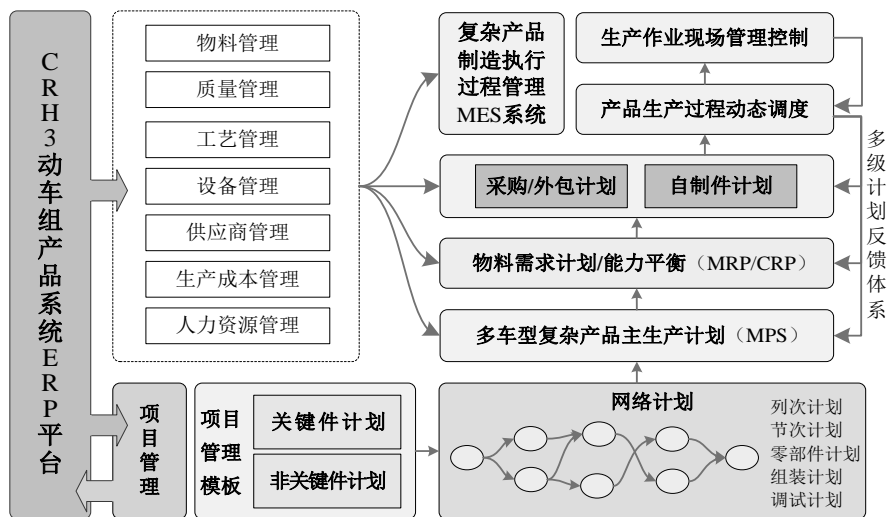 CRH3动车组产品系统ERP平台
物料管理
质量管理
工艺管理
设备管理
供应商管理
生产成本管理
人力资源管理
复杂产品
制造执行
过程管理
MES系统
生产作业现场管理控制
产品生产过程动态调度
采购/外包计划
自制件计划
物料需求计划/能力平衡（MRP/CRP）
多车型复杂产品主生产计划（MPS）
多级计划反馈体系
项目管理
项目
管理
模板
关键件计划
非关键件计划
网络计划
列次计划
节次计划
零部件计划
组装计划
调试计划